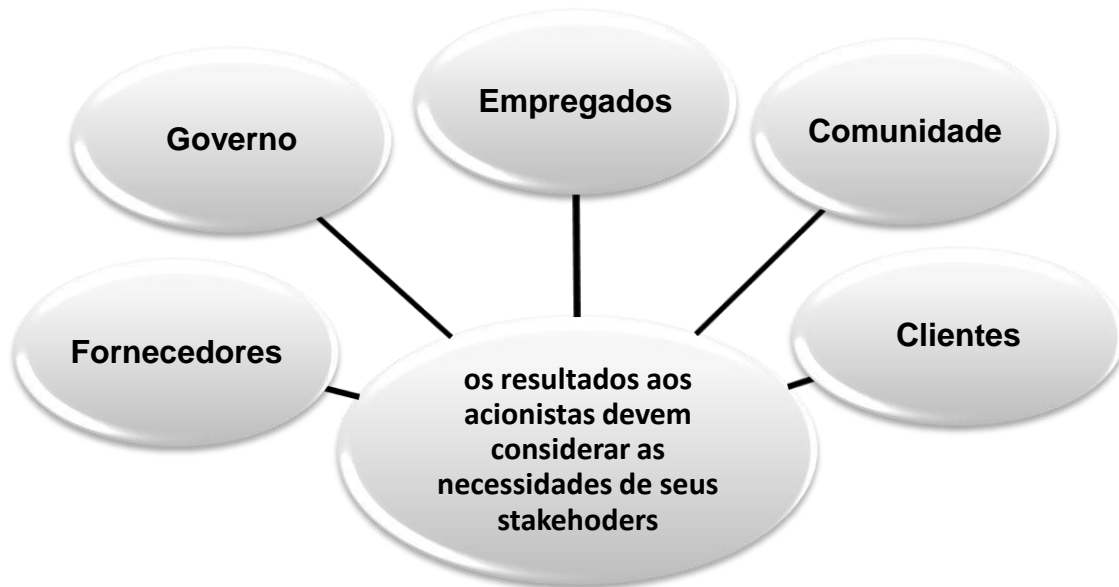 Governo
Empregados
Comunidade
Fornecedores
Clientes
os resultados aos
acionistas devem
considerar as
necessidades de seus
stakehoders